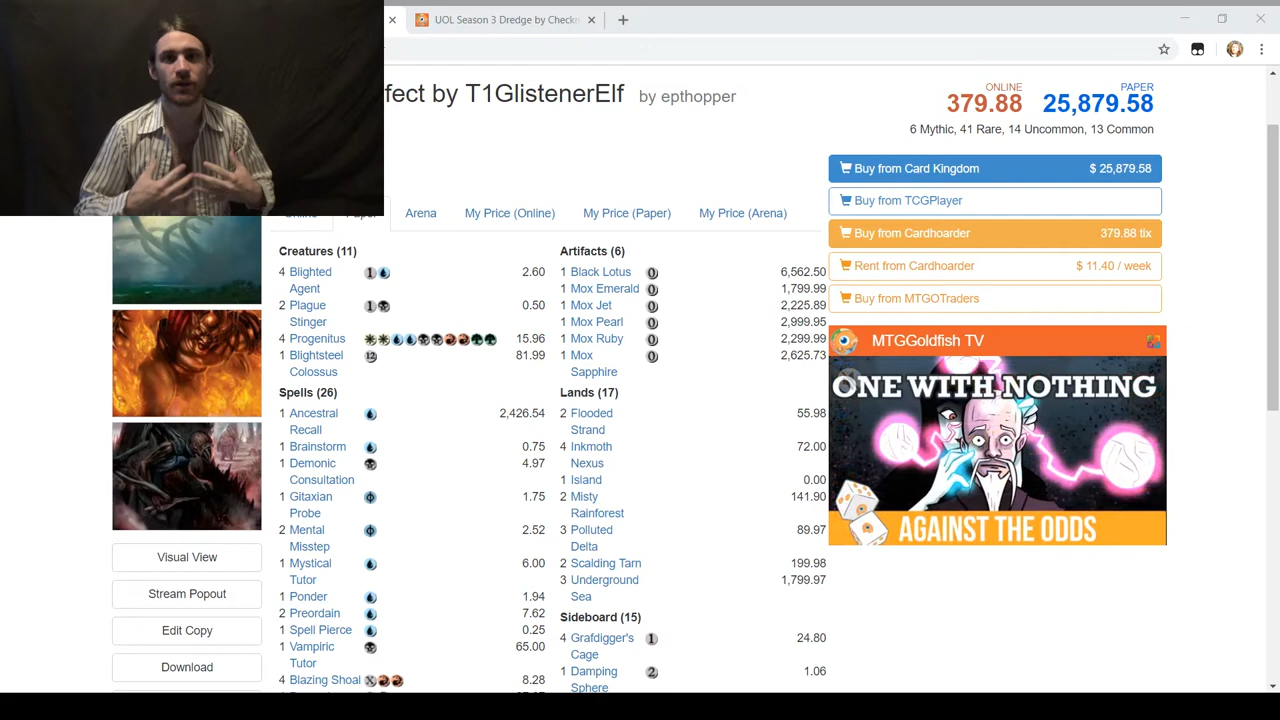 UOL Season 3 Dredge by Checkm
fect by T1GlistenerElf by epthopper
ONLINE PAPER
379.88 25,879.58
6 Mythic, 41 Rare, 14 Uncommon, 13 Common
Buy from Card Kingdom $ 25,879.58
Buy from TCGPlayer
Buy from Cardhoarder 379.88 tix
Rent from Cardhoarder $ 11.40 / week
Buy from MTGOTraders
Arena My Price (Online) My Price (Paper) My Price (Arena)
Creatures (11)
4 Blighted Agent 1 2.60
2 Plague Stinger 1 0.50
4 Progenitus 15.96
1 Blightsteel Colossus 12 81.99
Spells (26)
1 Ancestral Recall 2,426.54
1 Brainstorm 0.75
1 Demonic Consultation 4.97
1 Gitaxian Probe 1.75
2 Mental Misstep 2.52
1 Mystical Tutor 6.00
1 Ponder 1.94
2 Preordain 7.62
1 Spell Pierce 0.25
1 Vampiric Tutor 65.00
4 Blazing Shoal X 8.28
Artifacts (6)
1 Black Lotus 0 6,562.50
1 Mox Emerald 0 1,799.99
1 Mox Jet 0 2,225.89
1 Mox Pearl 0 2,999.95
1 Mox Ruby 0 2,299.99
1 Mox Sapphire 0 2,625.73
Lands (17)
2 Flooded Strand 55.98
4 Inkmoth Nexus 72.00
1 Island 0.00
2 Misty Rainforest 141.90
3 Polluted Delta 89.97
2 Scalding Tarn 199.98
3 Underground Sea 1,799.97
Sideboard (15)
4 Grafdigger's Cage 1 24.80
1 Damping Sphere 2 1.06
Visual View
Stream Popout
Edit Copy
Download
MTGGoldfish TV
ONE WITH NOTHING
AGAINST THE ODDS